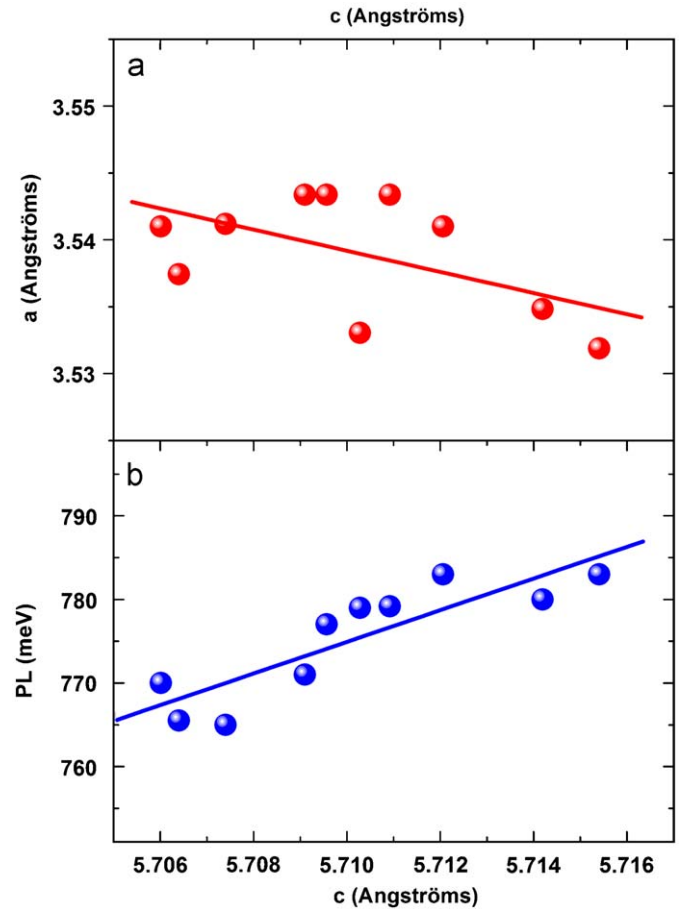 c (Angströms)
a
3.55
3.54
3.53
a (Angströms)
b
790
780
770
760
PL (meV)
5.706 5.708 5.710 5.712 5.714 5.716
c (Angströms)